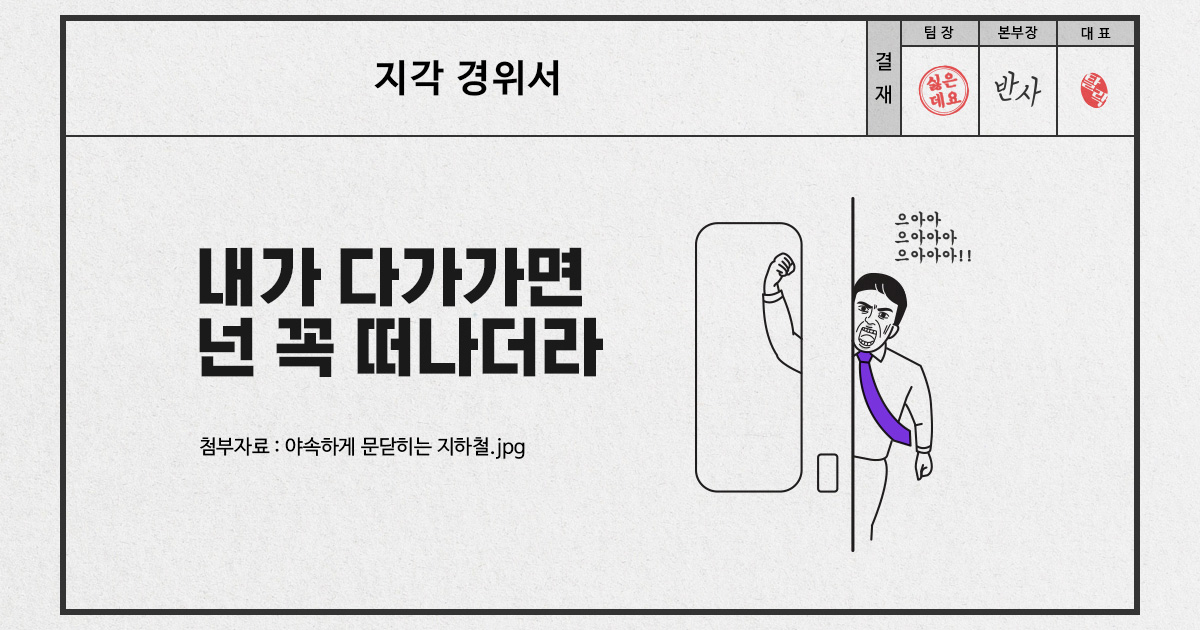 지각 경위서
결재
팀장
본부장
대표
싫은데요
반사
내가 다가가면
넌 꼭 떠나더라
첨부자료 : 야속하게 문닫히는 지하철.jpg
으아아
으아아아
으아아아!!